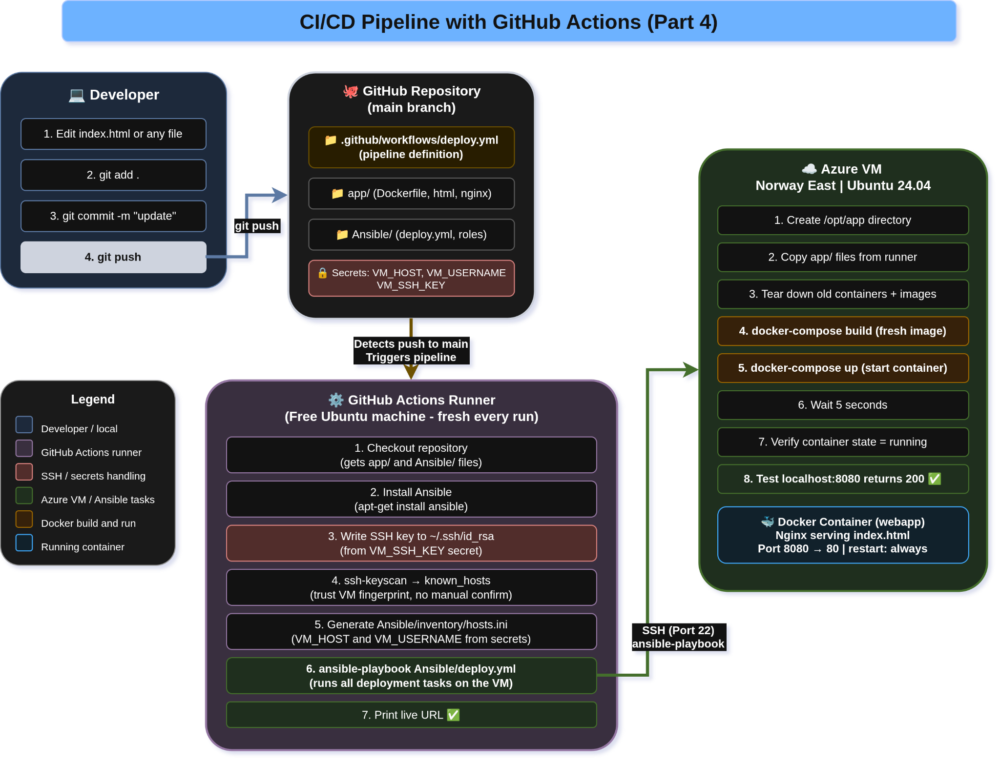 CI/CD Pipeline with GitHub Actions (Part 4)
💻 Developer
1. Edit index.html or any file
2. git add .
3. git commit -m "update"
4. git push
git push
🐙 GitHub Repository
(main branch)
📁 .github/workflows/deploy.yml
(pipeline definition)
📁 app/ (Dockerfile, html, nginx)
📁 Ansible/ (deploy.yml, roles)
🔒 Secrets: VM_HOST, VM_USERNAME
VM_SSH_KEY
Detects push to main
Triggers pipeline
Legend
Developer / local
GitHub Actions runner
SSH / secrets handling
Azure VM / Ansible tasks
Docker build and run
Running container
⚙️ GitHub Actions Runner
(Free Ubuntu machine - fresh every run)
1. Checkout repository
(gets app/ and Ansible/ files)
2. Install Ansible
(apt-get install ansible)
3. Write SSH key to ~/.ssh/id_rsa
(from VM_SSH_KEY secret)
4. ssh-keyscan → known_hosts
(trust VM fingerprint, no manual confirm)
5. Generate Ansible/inventory/hosts.ini
(VM_HOST and VM_USERNAME from secrets)
6. ansible-playbook Ansible/deploy.yml
(runs all deployment tasks on the VM)
7. Print live URL ✅
SSH (Port 22)
ansible-playbook
☁️ Azure VM
Norway East | Ubuntu 24.04
1. Create /opt/app directory
2. Copy app/ files from runner
3. Tear down old containers + images
4. docker-compose build (fresh image)
5. docker-compose up (start container)
6. Wait 5 seconds
7. Verify container state = running
8. Test localhost:8080 returns 200 ✅
🐳 Docker Container (webapp)
Nginx serving index.html
Port 8080 → 80 | restart: always